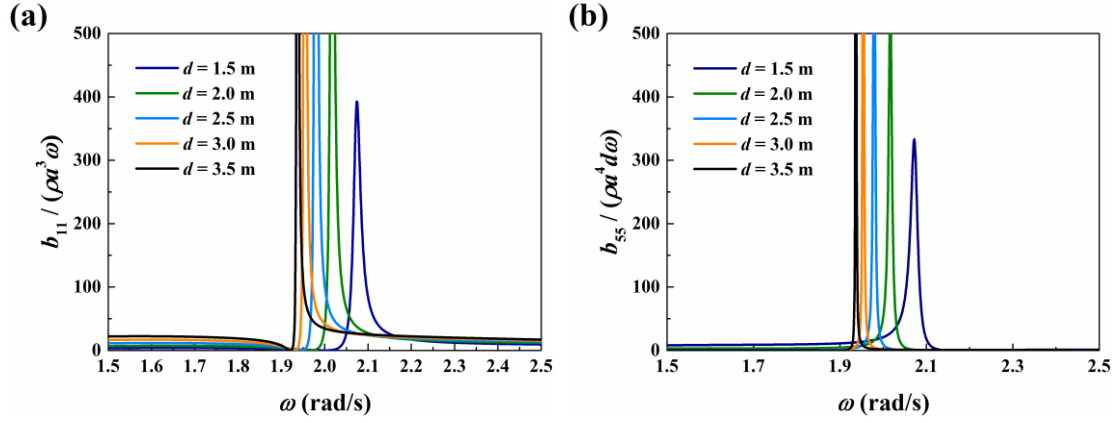 (a)
500
400
300
200
100
0
b₁₁ / (ρa³ω)
d = 1.5 m
d = 2.0 m
d = 2.5 m
d = 3.0 m
d = 3.5 m
1.5 1.6 1.7 1.8 1.9 2.0 2.1 2.2 2.3 2.4 2.5
ω (rad/s)
(b)
500
400
300
200
100
0
b₅₅ / (ρa⁴dω)
d = 1.5 m
d = 2.0 m
d = 2.5 m
d = 3.0 m
d = 3.5 m
1.5 1.7 1.9 2.1 2.3 2.5
ω (rad/s)